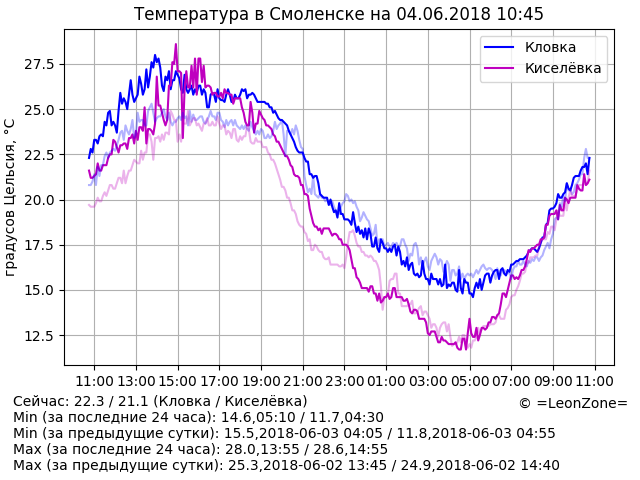 Температура в Смоленске на 04.06.2018 10:45
градусов Цельсия, °C
27.5
25.0
22.5
20.0
17.5
15.0
12.5
Кловка
Киселёвка
11:00 13:00 15:00 17:00 19:00 21:00 23:00 01:00 03:00 05:00 07:00 09:00 11:00
Сейчас: 22.3 / 21.1 (Кловка / Киселёвка)
© =LeonZone=
Min (за последние 24 часа): 14.6,05:10 / 11.7,04:30
Min (за предыдущие сутки): 15.5,2018-06-03 04:05 / 11.8,2018-06-03 04:55
Max (за последние 24 часа): 28.0,13:55 / 28.6,14:55
Max (за предыдущие сутки): 25.3,2018-06-02 13:45 / 24.9,2018-06-02 14:40